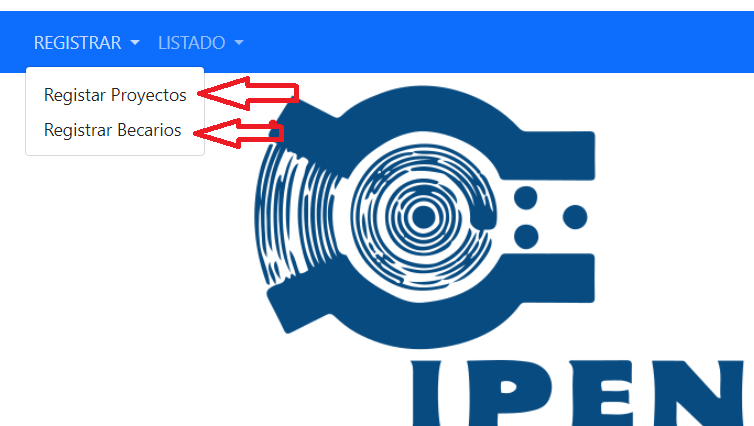 REGISTRAR LISTADO
Registar Proyectos
Registrar Becarios
IPEN